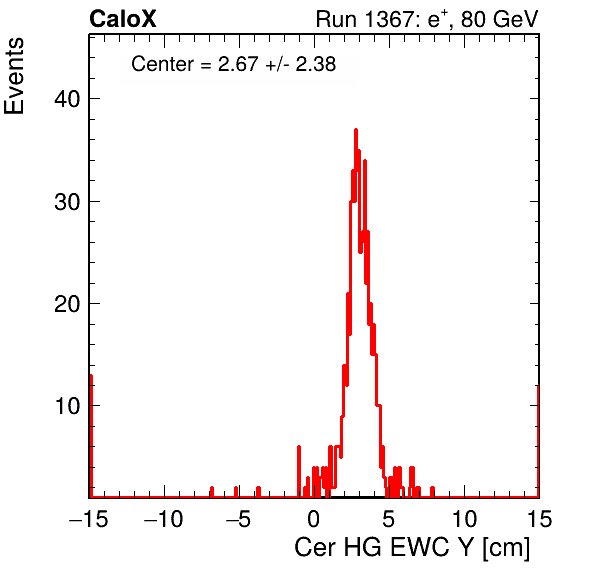 CaloX Run 1367: e⁺, 80 GeV
Events
Center = 2.67 +/- 2.38
40
30
20
10
−15 −10 −5 0 5 10 15
Cer HG EWC Y [cm]